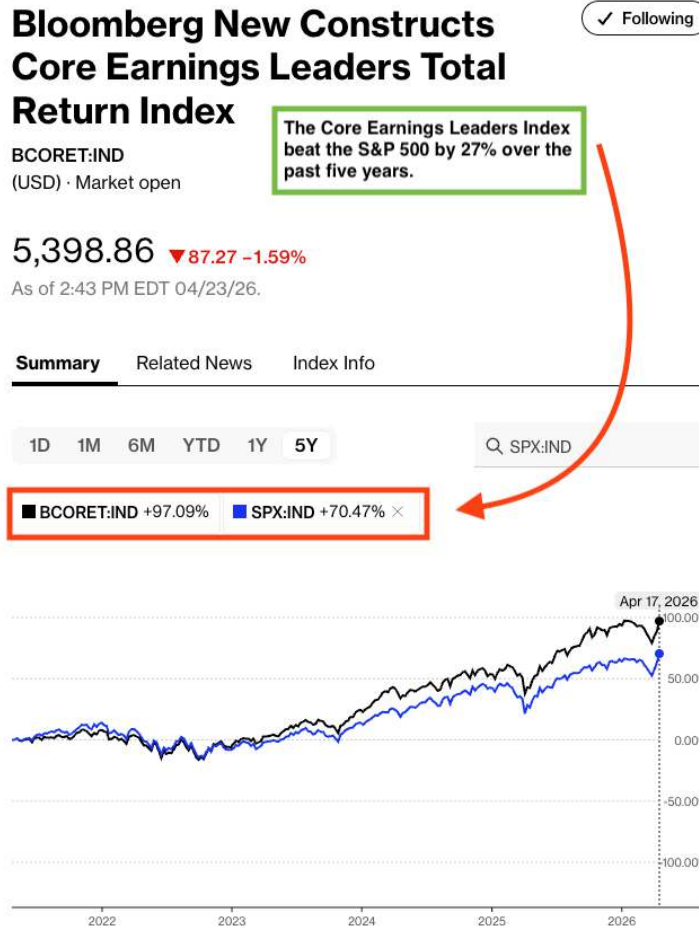 Bloomberg New Constructs
Core Earnings Leaders Total
Return Index
✓ Following
The Core Earnings Leaders Index
beat the S&P 500 by 27% over the
past five years.
BCORET:IND
(USD) · Market open
5,398.86 ▼87.27 −1.59%
As of 2:43 PM EDT 04/23/26.
Summary Related News Index Info
1D 1M 6M YTD 1Y 5Y
SPX:IND
BCORET:IND +97.09% SPX:IND +70.47% ×
Apr 17, 2026
100.00
50.00
0.00
-50.00
-100.00
2022 2023 2024 2025 2026